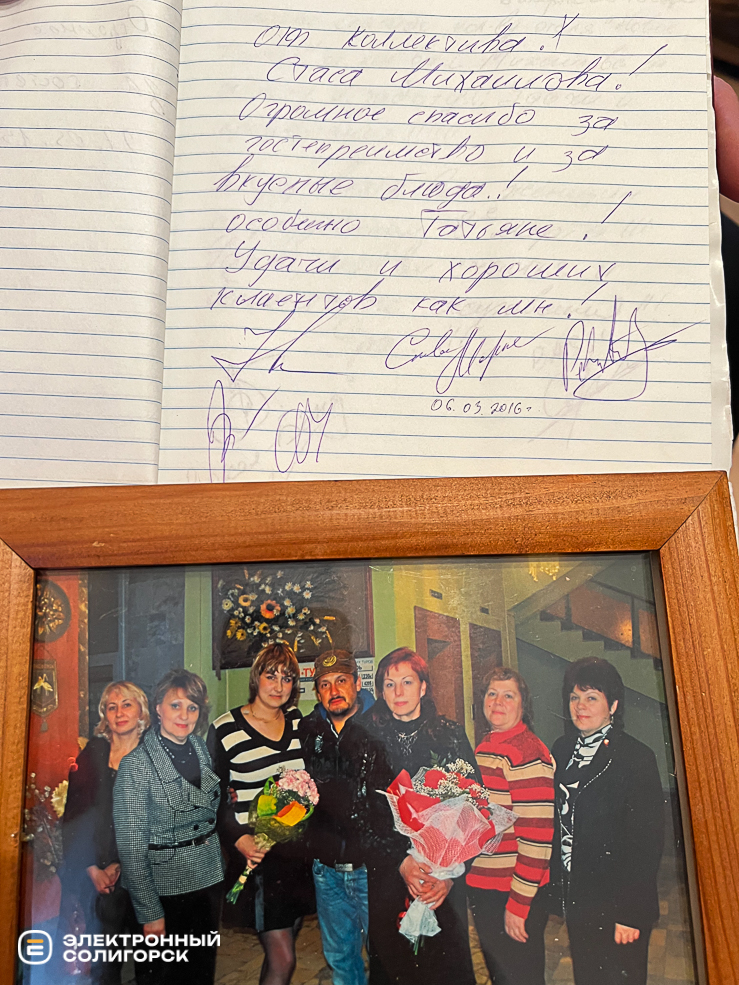 от коллектива!
Стаса Михайлова!
Огромное спасибо за
гостеприимство и за
вкусные блюда!
особенно Татьяне!
Удачи и хороших
клиентов как мы!
06.03.2016г
ЭЛЕКТРОННЫЙ
СОЛИГОРСК